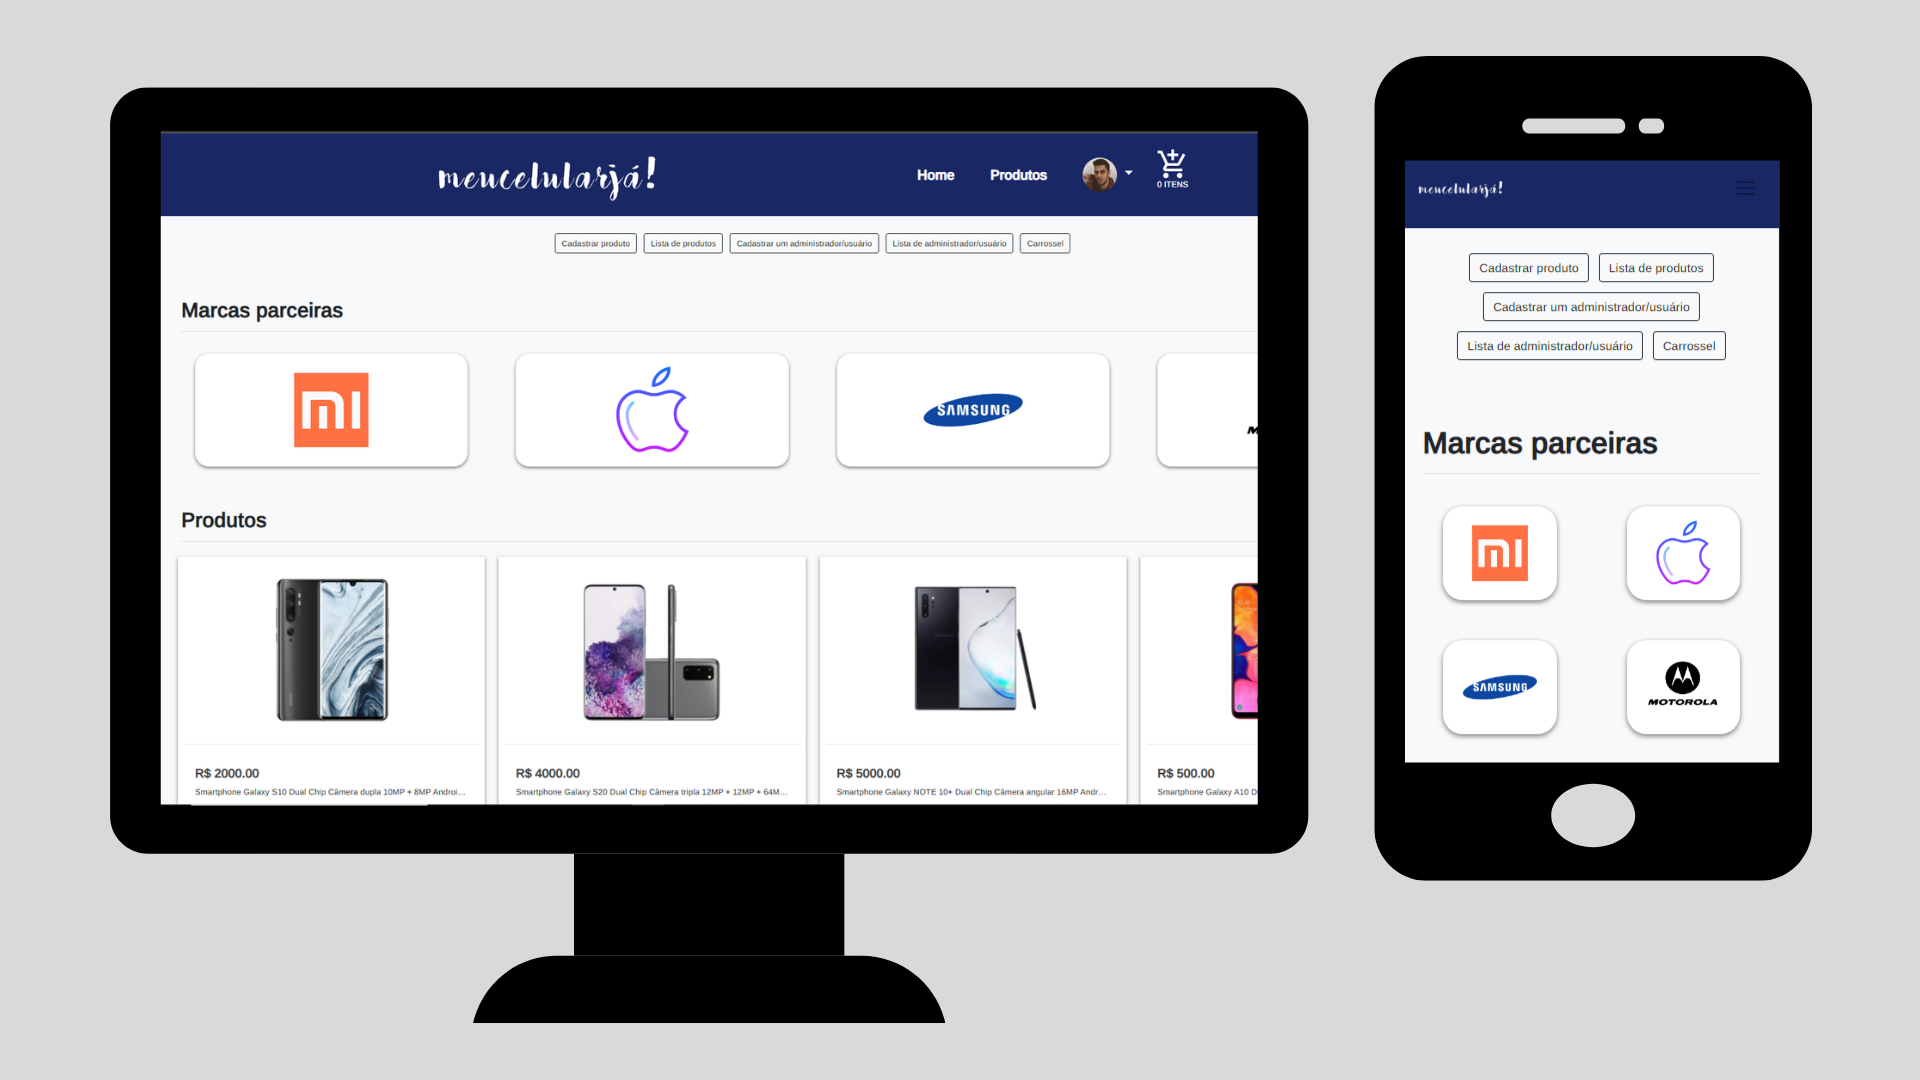 meucelularjá!
Home Produtos
0 ITENS
Cadastrar produto Lista de produtos Cadastrar um administrador/usuário Lista de administrador/usuário Carrossel
Marcas parceiras
SAMSUNG
Produtos
R$ 2000.00
Smartphone Galaxy S10 Dual Chip Câmera dupla 10MP + 8MP Androi...
R$ 4000.00
Smartphone Galaxy S20 Dual Chip Câmera tripla 12MP + 12MP + 64M...
R$ 5000.00
Smartphone Galaxy NOTE 10+ Dual Chip Câmera angular 16MP Andr...
R$ 500.00
Smartphone Galaxy A10 D
meucelularjá!
Cadastrar produto Lista de produtos
Cadastrar um administrador/usuário
Lista de administrador/usuário Carrossel
Marcas parceiras
SAMSUNG
MOTOROLA